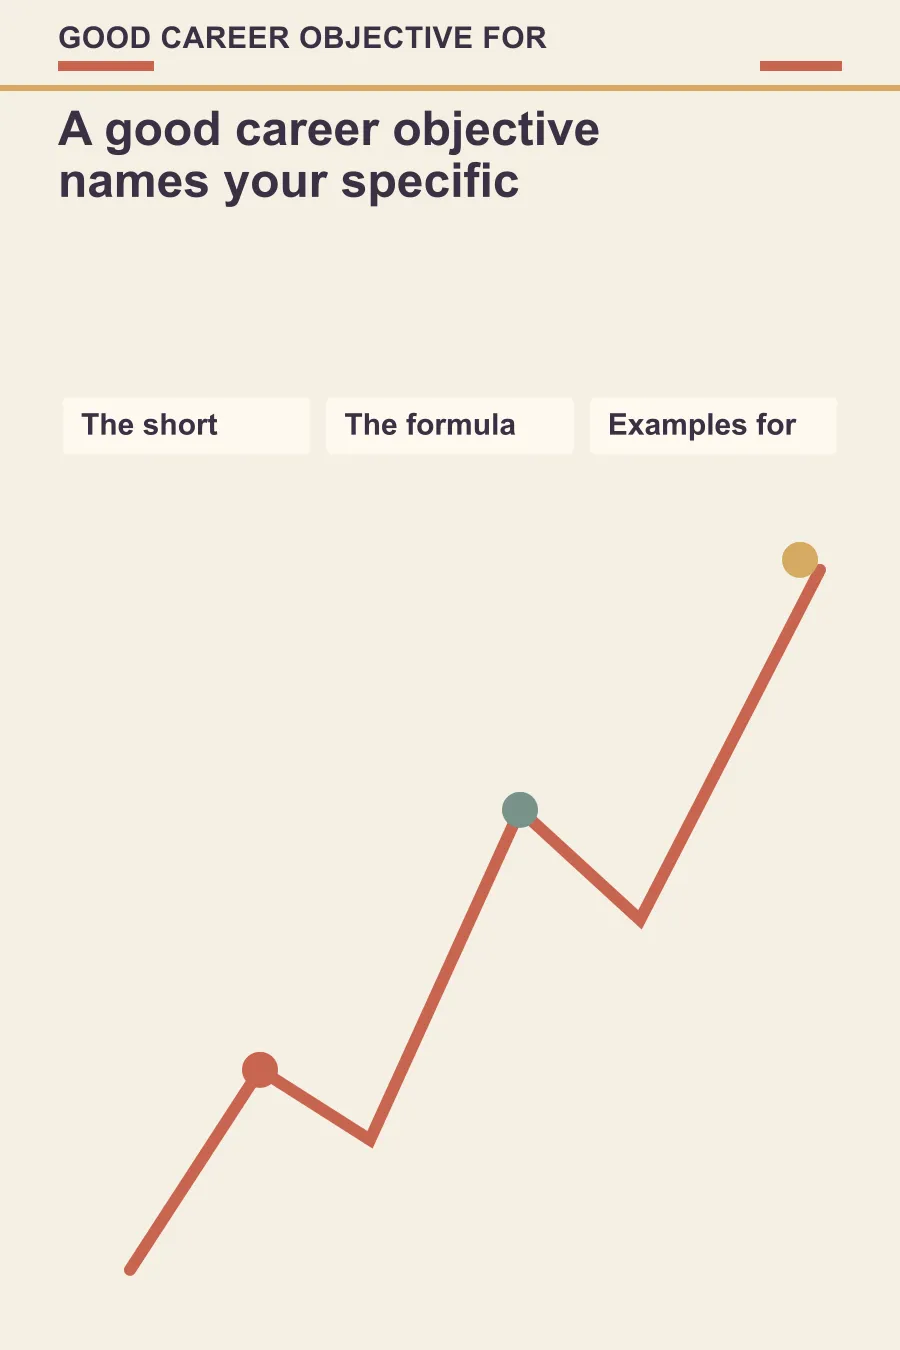 GOOD CAREER OBJECTIVE FOR
A good career objective
names your specific
The short
The formula
Examples for